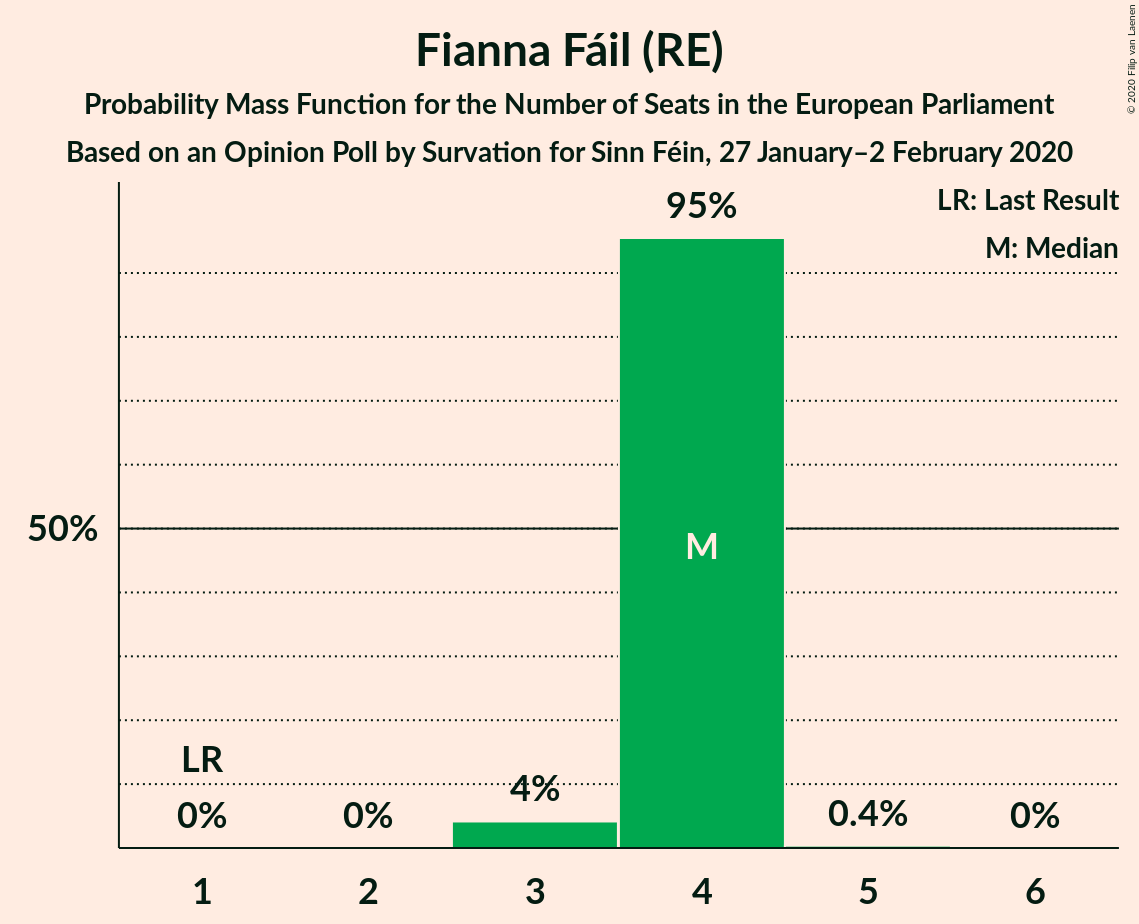 Fianna Fáil (RE)
Probability Mass Function for the Number of Seats in the European Parliament
Based on an Opinion Poll by Survation for Sinn Féin, 27 January–2 February 2020
© 2020 Filip van Laenen
LR: Last Result
M: Median
95%
50%
M
LR
0%
0%
4%
0.4%
0%
1 2 3 4 5 6